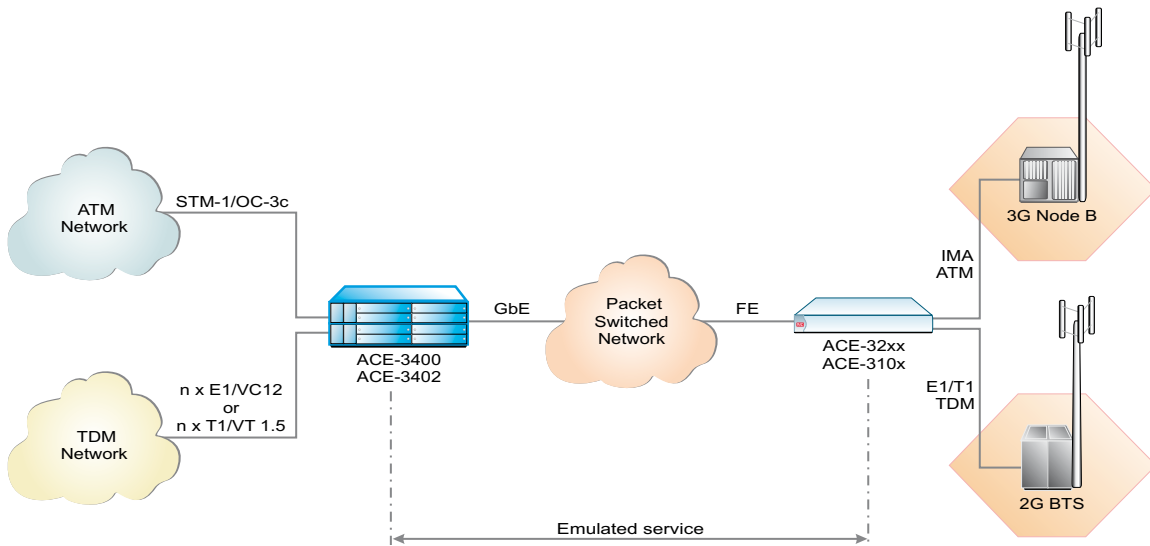 ATM
Network
STM-1/OC-3c
TDM
Network
n x E1/VC12
or
n x T1/VT 1.5
ACE-3400
ACE-3402
GbE
Packet
Switched
Network
FE
ACE-32xx
ACE-310x
IMA
ATM
3G Node B
E1/T1
TDM
2G BTS
Emulated service